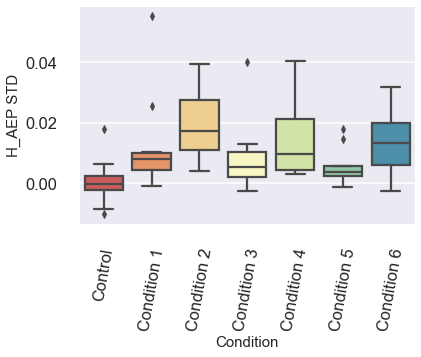 H_AEP STD
0.04
0.02
0.00
Control
Condition 1
Condition 2
Condition 3
Condition 4
Condition 5
Condition 6
Condition